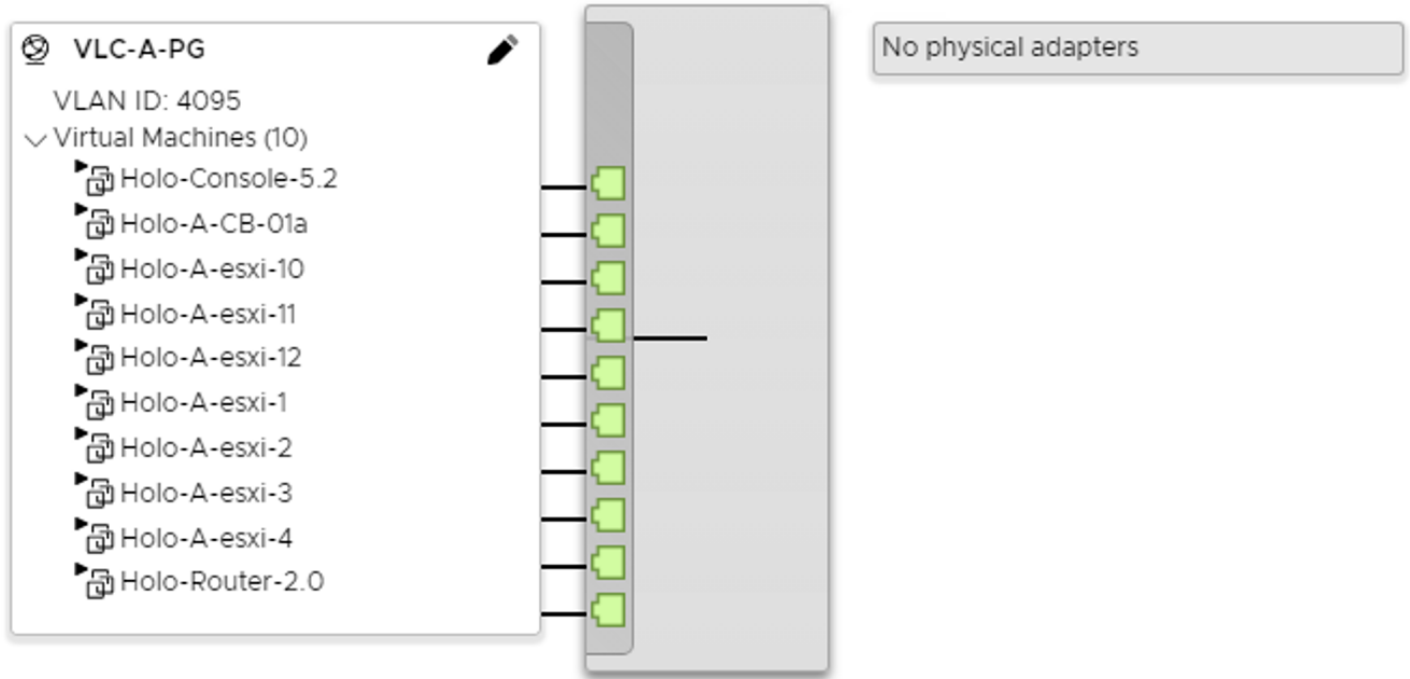 VLC-A-PG
VLAN ID: 4095
Virtual Machines (10)
Holo-Console-5.2
Holo-A-CB-01a
Holo-A-esxi-10
Holo-A-esxi-11
Holo-A-esxi-12
Holo-A-esxi-1
Holo-A-esxi-2
Holo-A-esxi-3
Holo-A-esxi-4
Holo-Router-2.0
No physical adapters